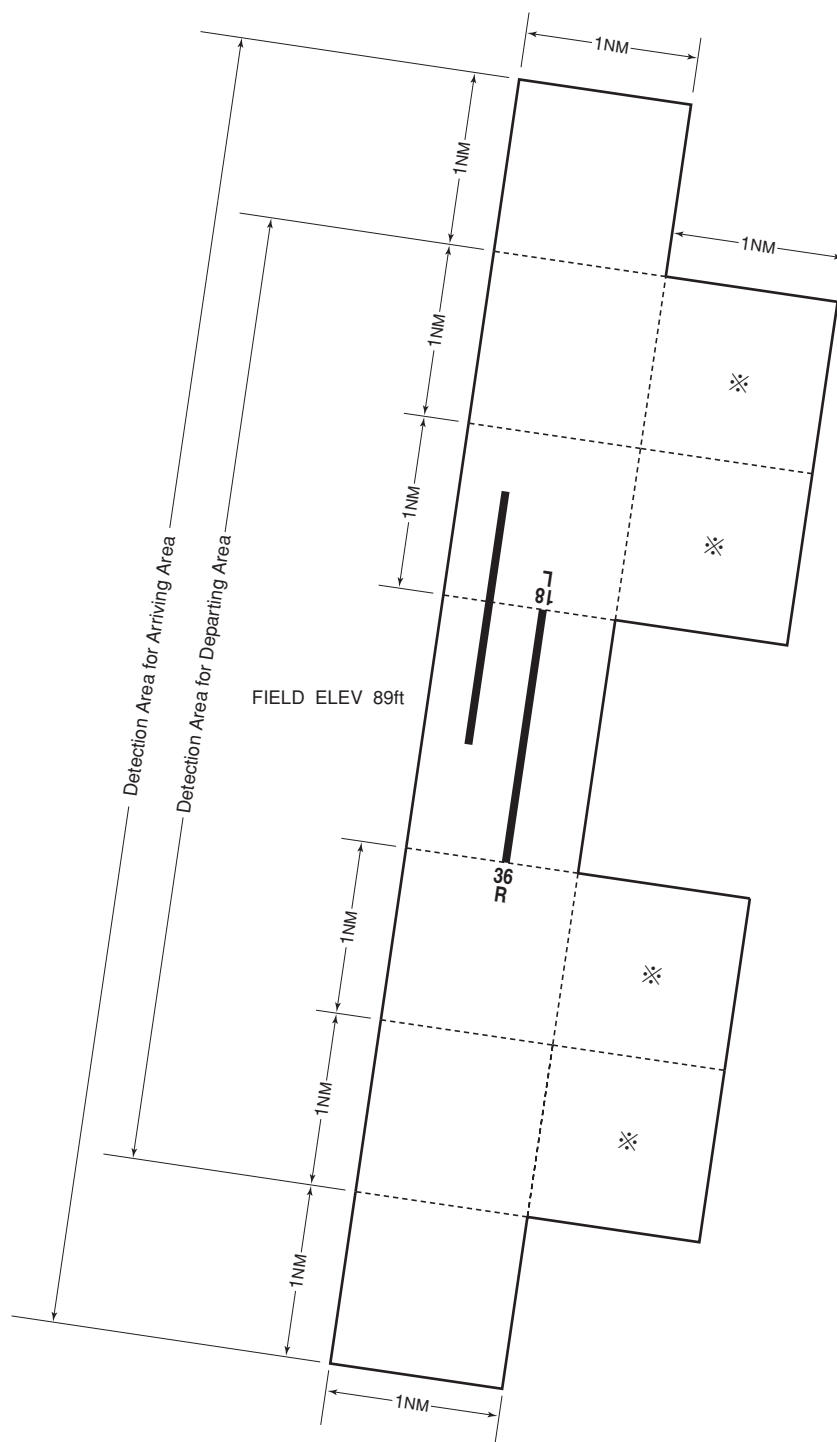 1NM
1NM
1NM
1NM
※
1NM
※
18
L
Detection Area for Arriving Area
Detection Area for Departing Area
FIELD ELEV 89ft
36
R
1NM
※
1NM
※
1NM
1NM